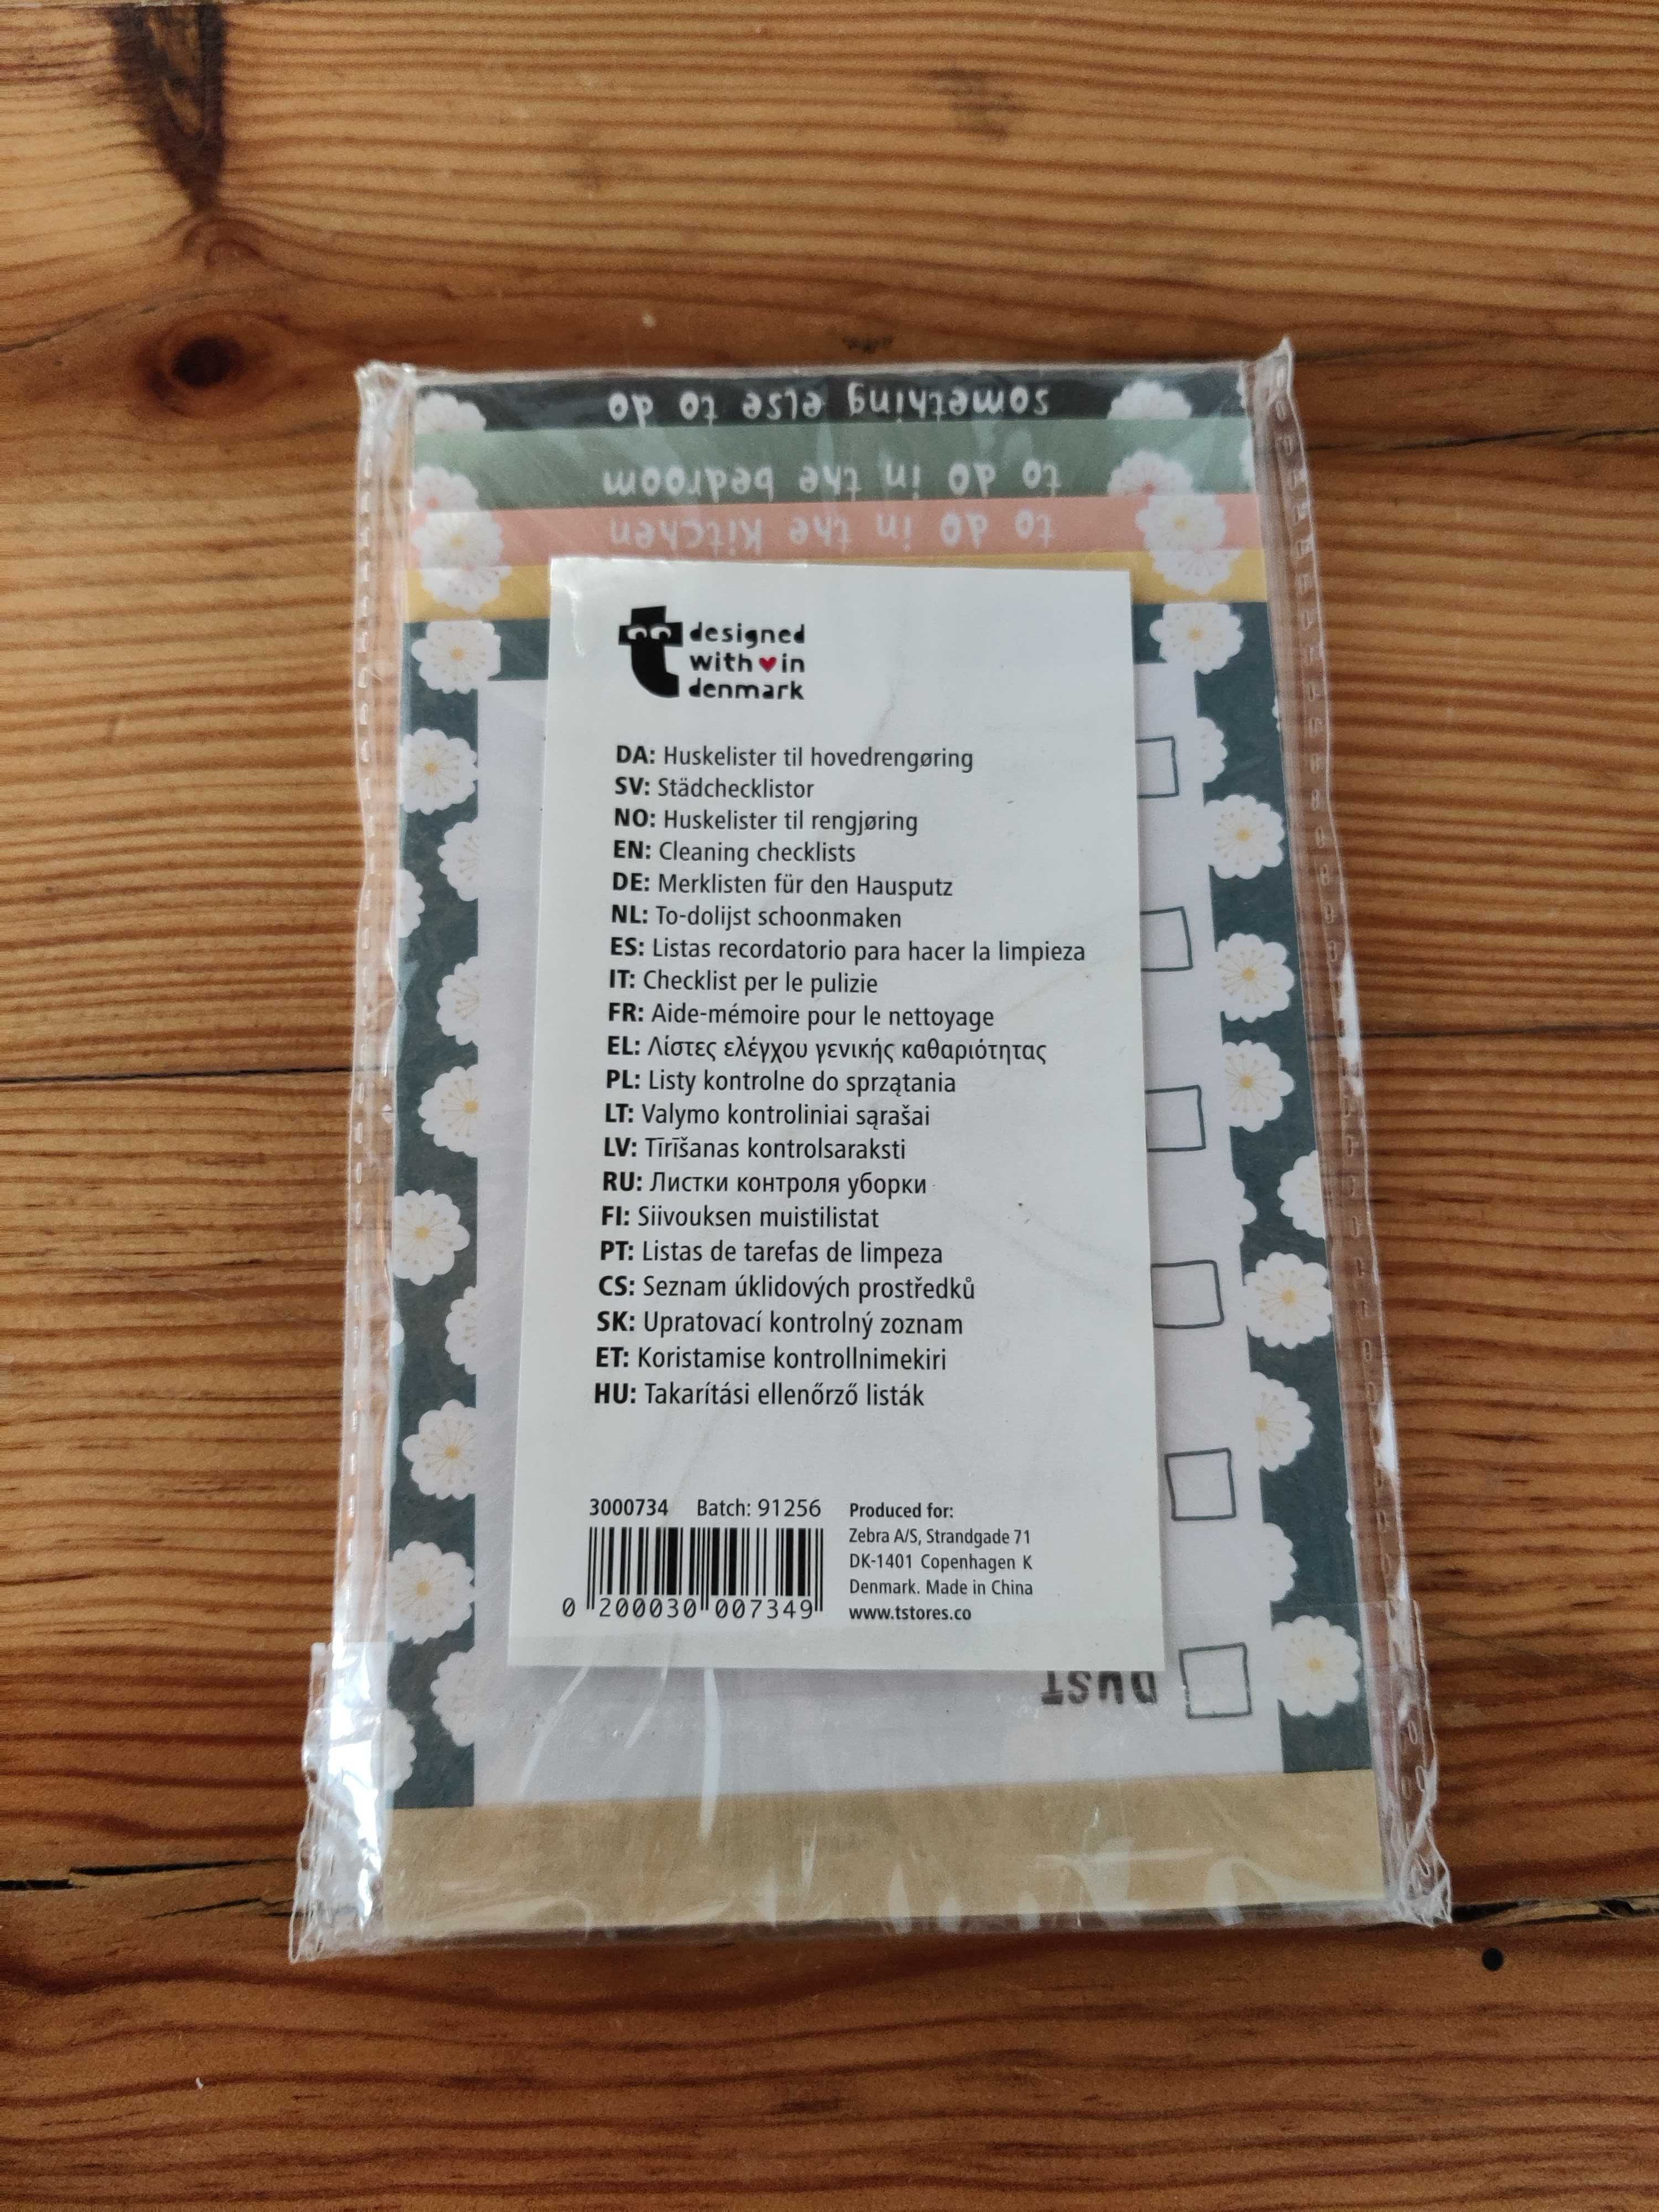 something else to do
to do in the bedroom
to do in the kitchen
designed
with in
denmark
DA: Huskelister til hovedrengøring
SV: Städchecklistor
NO: Huskelister til rengjøring
EN: Cleaning checklists
DE: Merklisten für den Hausputz
NL: To-dolijst schoonmaken
ES: Listas recordatorio para hacer la limpieza
IT: Checklist per le pulizie
FR: Aide-mémoire pour le nettoyage
EL: Λίστες ελέγχου γενικής καθαριότητας
PL: Listy kontrolne do sprzątania
LT: Valymo kontroliniai sąrašai
LV: Tīrīšanas kontrolsaraksti
RU: Листки контроля уборки
FI: Siivouksen muistilistat
PT: Listas de tarefas de limpeza
CS: Seznam úklidových prostředků
SK: Upratovací kontrolný zoznam
ET: Koristamise kontrollnimekiri
HU: Takarítási ellenőrző listák
3000734 Batch: 91256
0 200030 007349
Produced for:
Zebra A/S, Strandgade 71
DK-1401 Copenhagen K
Denmark. Made in China
www.tstores.co
DUST